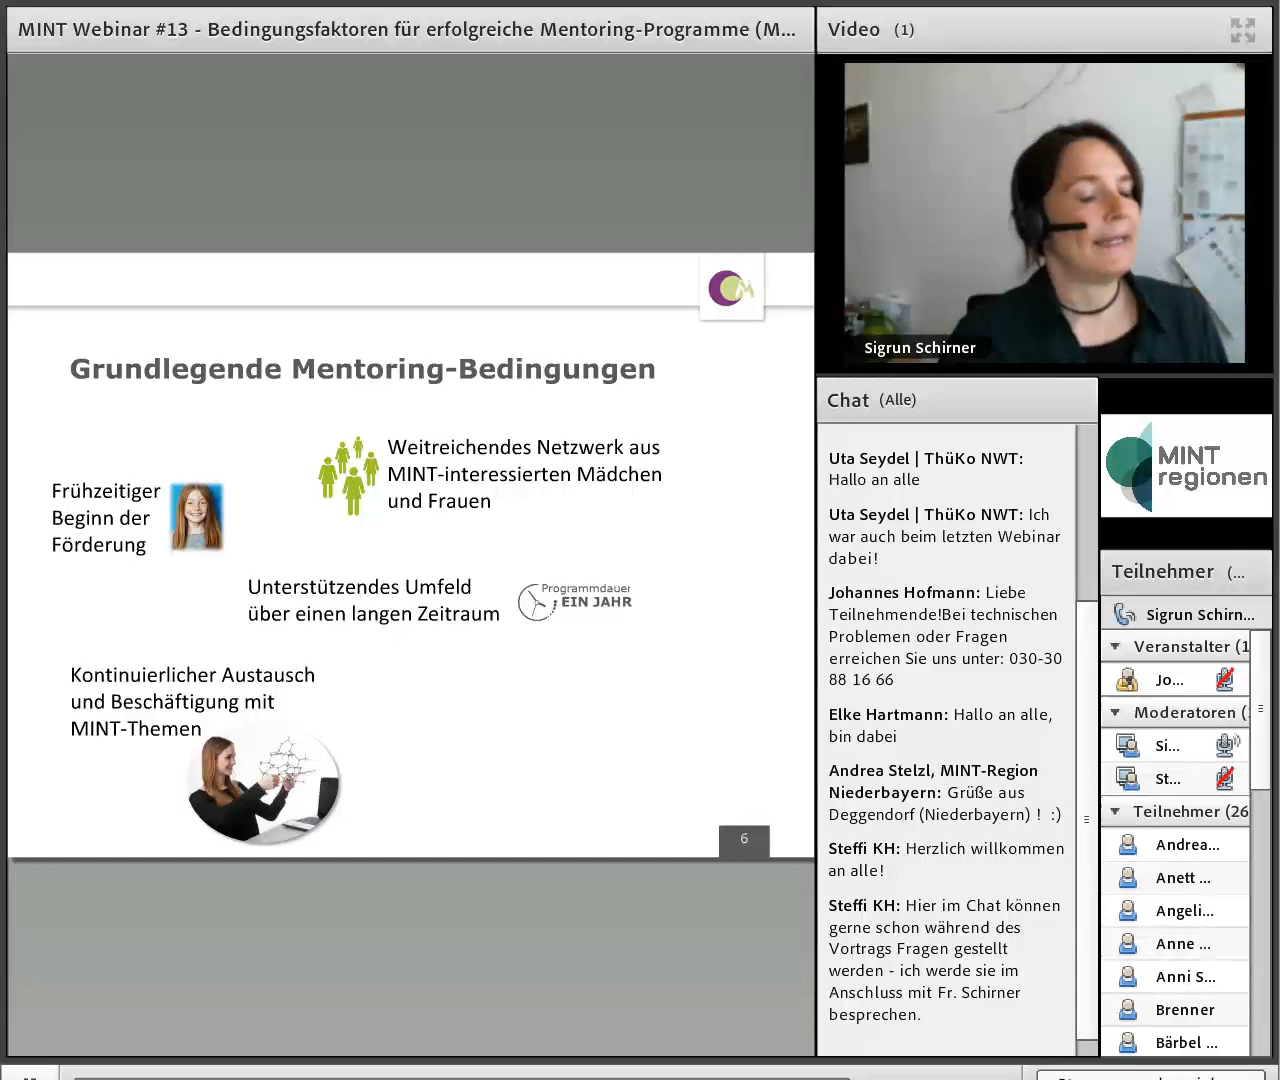 MINT Webinar #13 - Bedingungsfaktoren für erfolgreiche Mentoring-Programme (M...
Grundlegende Mentoring-Bedingungen
Weitreichendes Netzwerk aus
MINT-interessierten Mädchen
und Frauen
Frühzeitiger
Beginn der
Förderung
Unterstützendes Umfeld
über einen langen Zeitraum
Programmdauer
EIN JAHR
Kontinuierlicher Austausch
und Beschäftigung mit
MINT-Themen
6
Video (1)
Sigrun Schirner
Chat (Alle)
Uta Seydel | ThüKo NWT:
Hallo an alle
Uta Seydel | ThüKo NWT: Ich
war auch beim letzten Webinar
dabei!
Johannes Hofmann: Liebe
Teilnehmende!Bei technischen
Problemen oder Fragen
erreichen Sie uns unter: 030-30
88 16 66
Elke Hartmann: Hallo an alle,
bin dabei
Andrea Stelzl, MINT-Region
Niederbayern: Grüße aus
Deggendorf (Niederbayern) ! :)
Steffi KH: Herzlich willkommen
an alle!
Steffi KH: Hier im Chat können
gerne schon während des
Vortrags Fragen gestellt
werden - ich werde sie im
Anschluss mit Fr. Schirner
besprechen.
MINT
regionen
Teilnehmer (...
Sigrun Schirn...
Veranstalter (1
Jo...
Moderatoren (
Si...
St...
Teilnehmer (26
Andrea...
Anett ...
Angeli...
Anne ...
Anni S...
Brenner
Bärbel ...